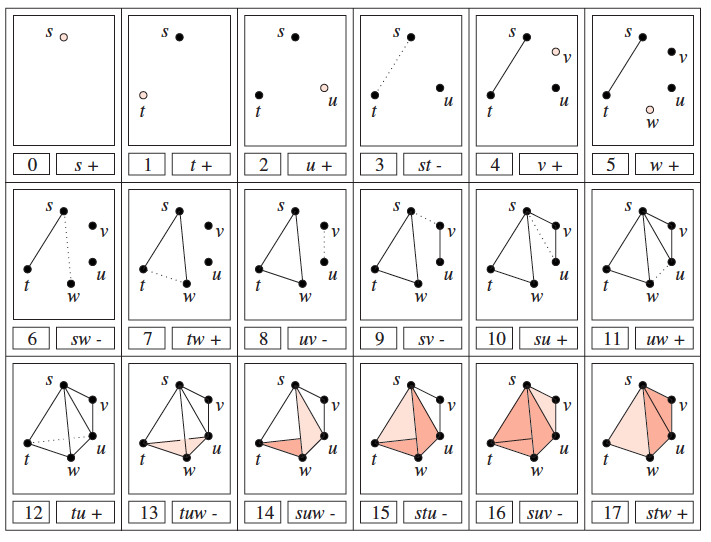 s
0 s +
s
t
1 t +
s
t
u
2 u +
s
t
u
3 st -
s
v
t
u
4 v +
s
v
t
u
w
5 w +
s
v
u
t
w
6 sw -
s
v
u
t
w
7 tw +
s
v
u
t
w
8 uv -
s
v
u
t
w
9 sv -
s
v
u
t
w
10 su +
s
v
u
t
w
11 uw +
s
v
u
t
w
12 tu +
s
v
u
t
w
13 tuw -
s
v
u
t
w
14 suw -
s
v
u
t
w
15 stu -
s
v
u
t
w
16 suv -
s
v
u
t
w
17 stw +